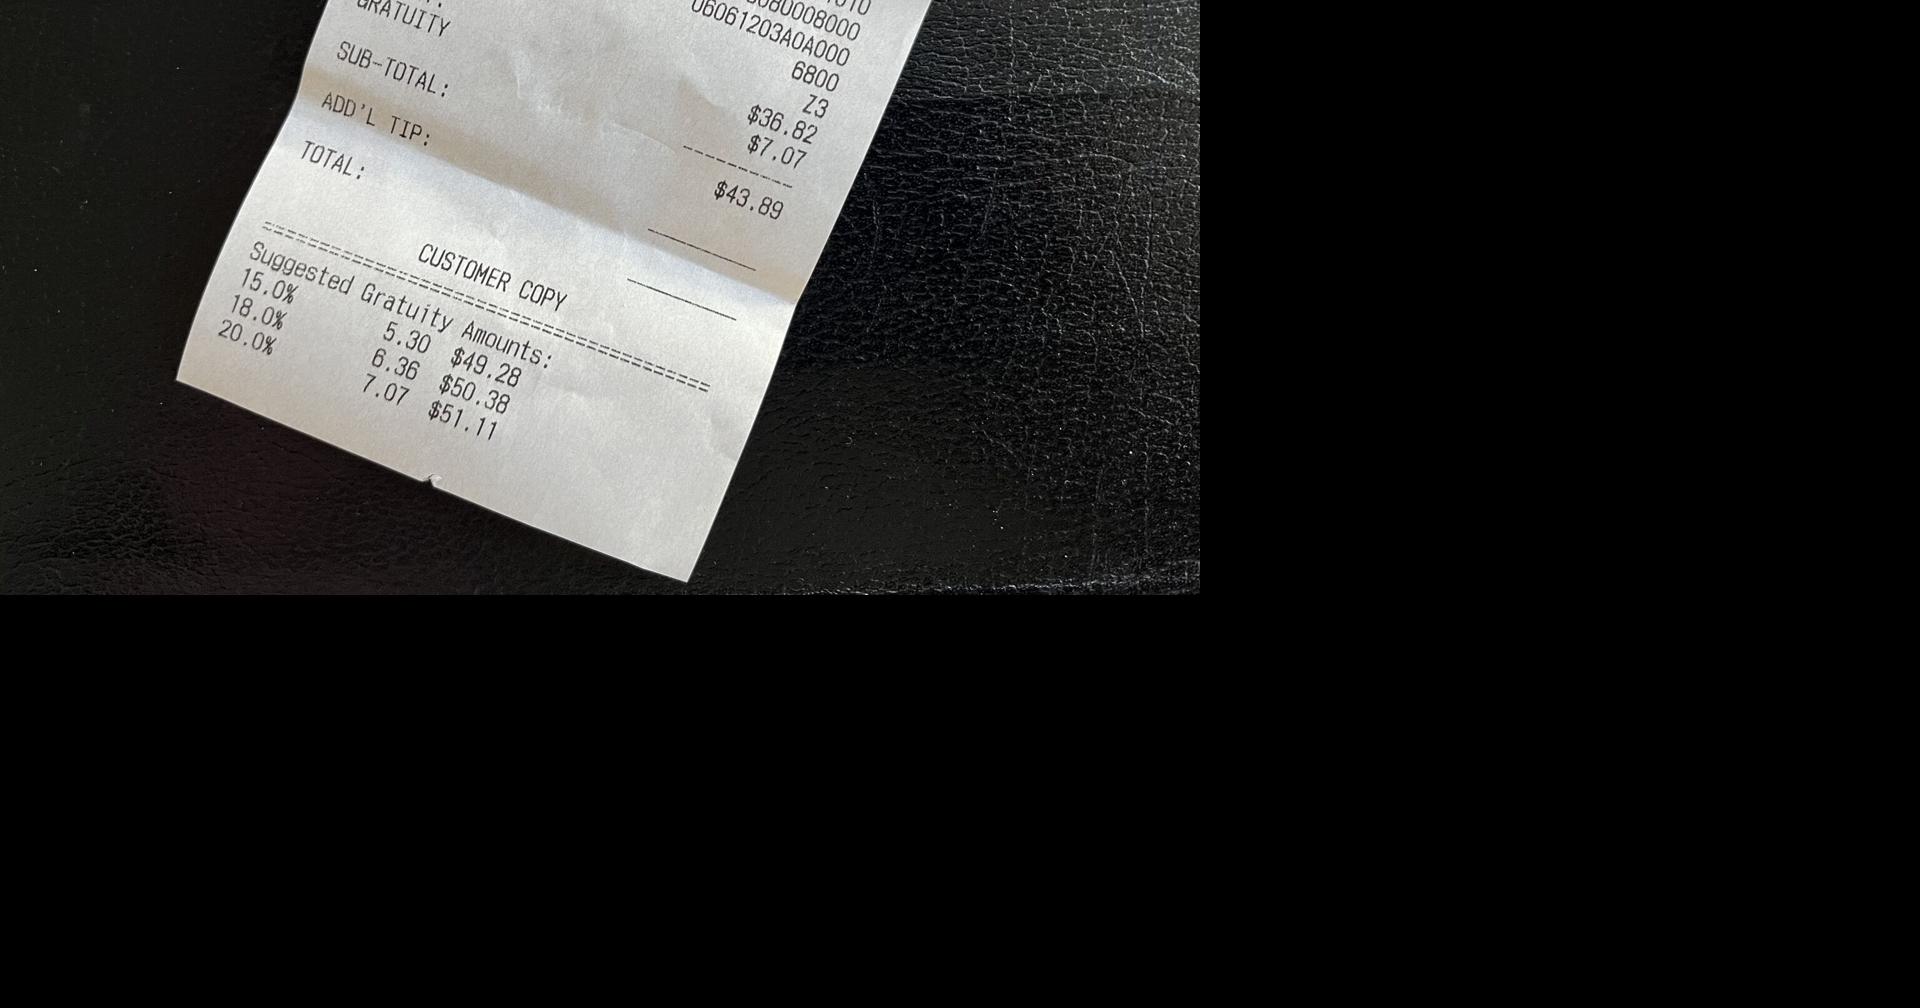 080008000
06061203A0A000
6800
Z3
$36.82
GRATUITY $7.07
SUB-TOTAL: $43.89
ADD'L TIP:
TOTAL:
CUSTOMER COPY
Suggested Gratuity Amounts:
15.0% 5.30 $49.28
18.0% 6.36 $50.38
20.0% 7.07 $51.11